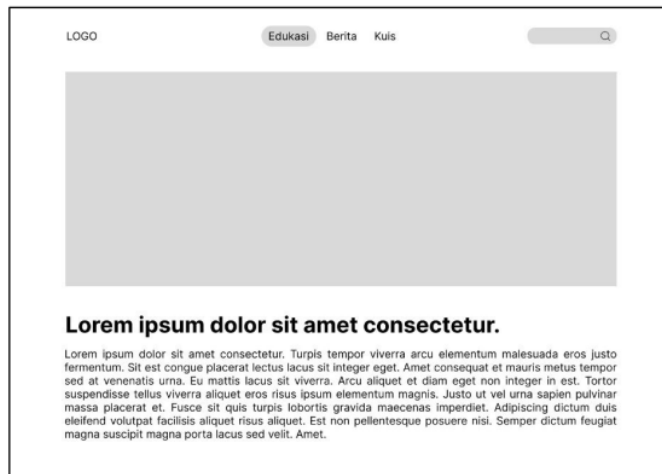 LOGO Edukasi Berita Kuis
Lorem ipsum dolor sit amet consectetur.
Lorem ipsum dolor sit amet consectetur. Turpis tempor viverra arcu elementum malesuada eros justo
fermentum. Sit est congue placerat lectus lacus sit integer eget. Amet consequat et mauris metus tempor
sed at venenatis urna. Eu mattis lacus sit viverra. Arcu aliquet et diam eget non integer in est. Tortor
suspendisse tellus viverra aliquet eros risus ipsum elementum magnis. Justo ut vel urna sapien pulvinar
massa placerat et. Fusce sit quis turpis lobortis gravida maecenas imperdiet. Adipiscing dictum duis
eleifend volutpat facilisis aliquet risus aliquet. Est non pellentesque posuere nisi. Semper dictum feugiat
magna suscipit magna porta lacus sed velit. Amet.